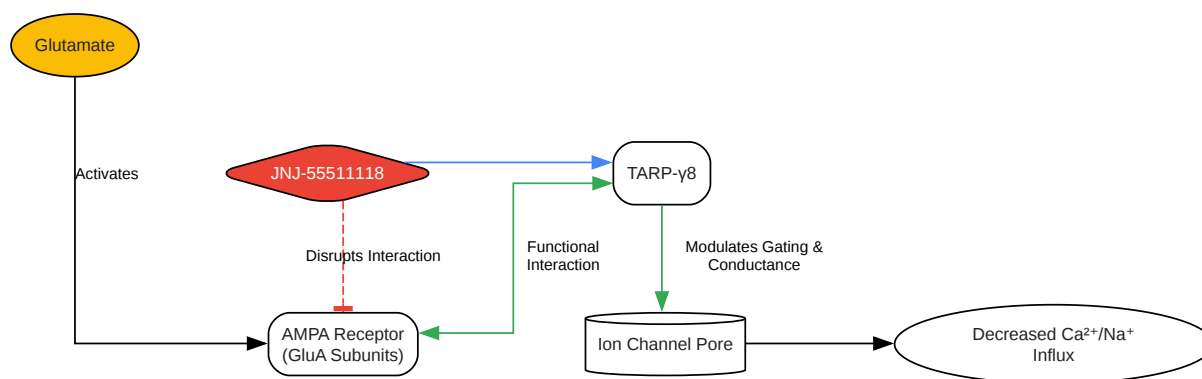 Glutamate
Activates
JNJ-55511118
TARP-γ8
Disrupts Interaction
Functional
Interaction
Modulates Gating &
Conductance
AMPA Receptor
(GluA Subunits)
Ion Channel Pore
Decreased Ca²⁺/Na⁺
Influx